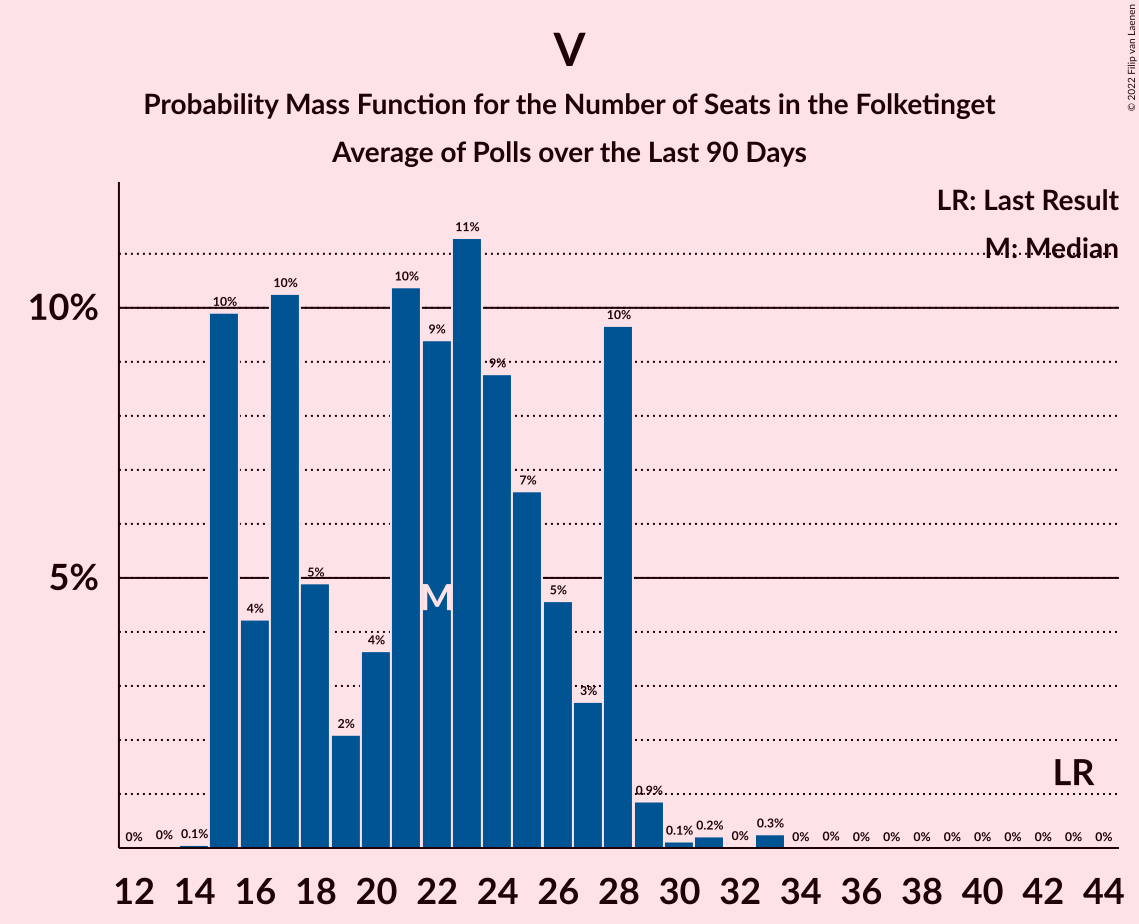 V
Probability Mass Function for the Number of Seats in the Folketinget
Average of Polls over the Last 90 Days
© 2022 Filip van Laenen
LR: Last Result
M: Median
10%
5%
0% 0% 0.1% 10% 4% 10% 5% 2% 4% 10% 9% 11% 9% 7% 5% 3% 10% 0.9% 0.1% 0.2% 0% 0.3% 0% 0% 0% 0% 0% 0% 0% 0% 0% 0% 0%
M
LR
12 14 16 18 20 22 24 26 28 30 32 34 36 38 40 42 44